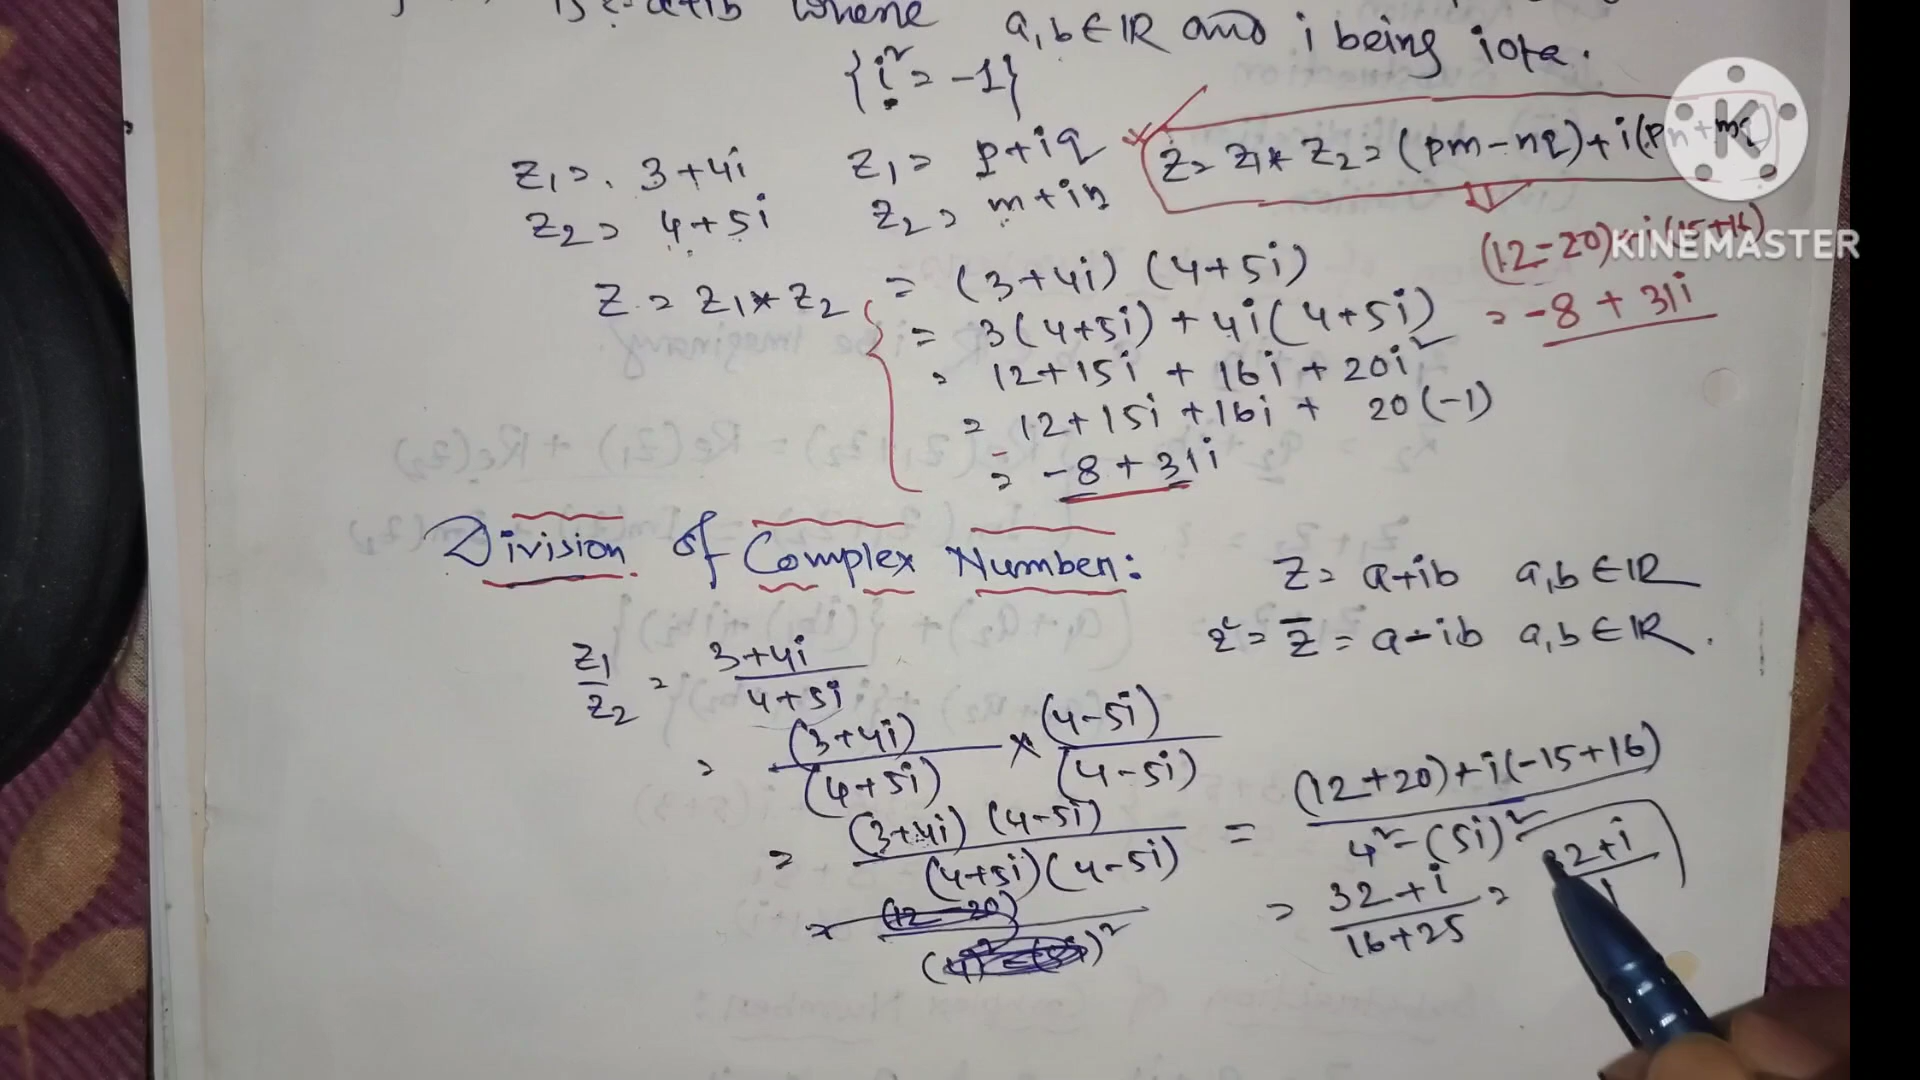 is z = a+ib where a, b ∈ ℝ and i being iota.
{i² = -1}
z₁ = 3+4i z₁ = p+iq z = z₁ * z₂ = (pm-nq) + i(pn+mq)
z₂ = 4+5i z₂ = m+in
(12-20)+i(15+16)
KINEMASTER
= -8 + 31i
z = z₁ * z₂ = (3+4i) (4+5i)
= 3(4+5i) + 4i(4+5i)
= 12+15i + 16i + 20i²
= 12+15i +16i + 20(-1)
= -8 + 31i
Division of Complex Number:
z = a+ib a,b ∈ ℝ
z̄ = a-ib a,b ∈ ℝ.
z₁/z₂ = 3+4i/4+5i
= (3+4i)/(4+5i) × (4-5i)/(4-5i)
= (3+4i) (4-5i)/(4+5i)(4-5i) = (12+20)+i(-15+16)/4²-(5i)²
= 32+i/16+25 =